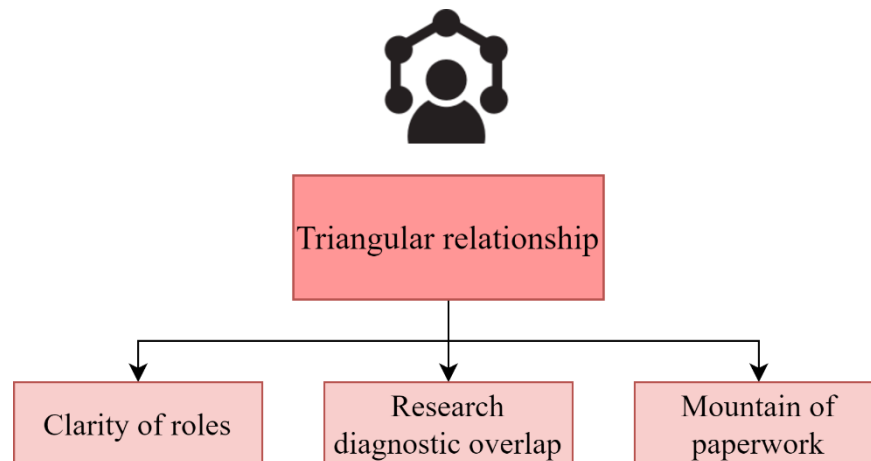 Triangular relationship
Clarity of roles
Research
diagnostic overlap
Mountain of
paperwork